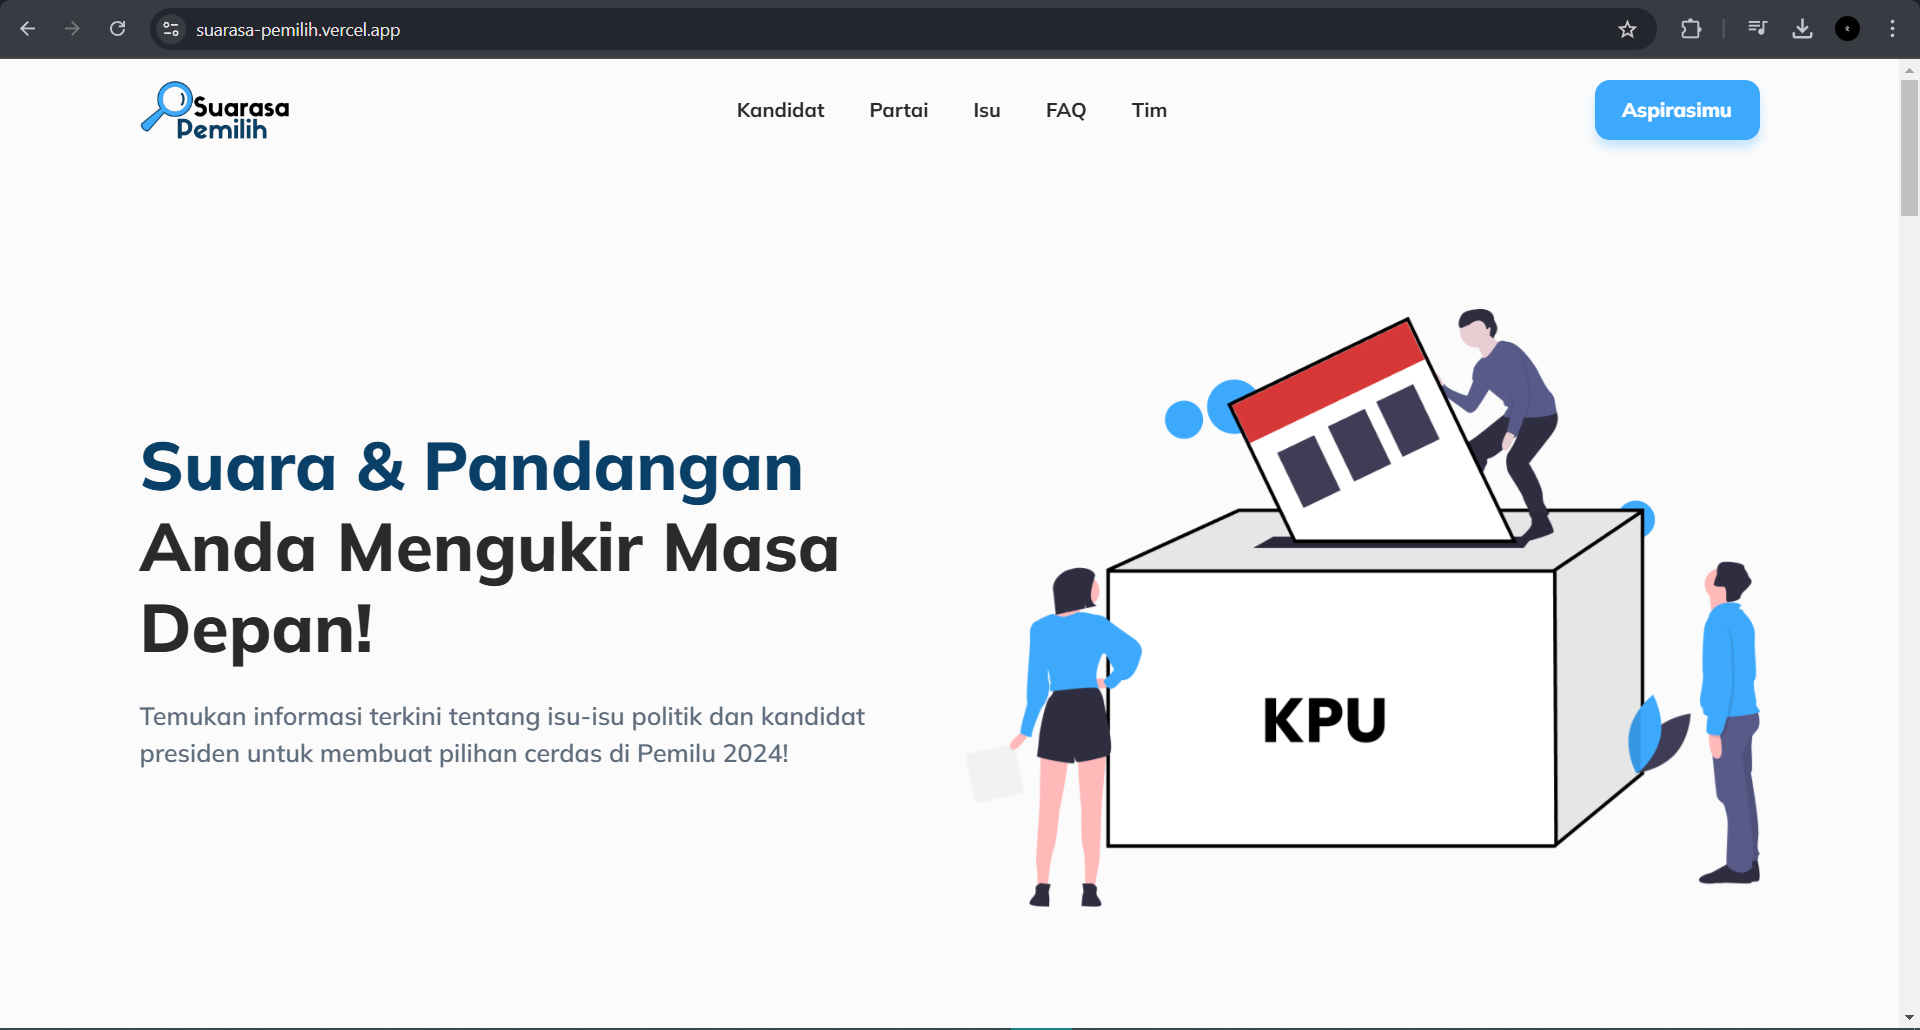 suarasa-pemilih.vercel.app
Suarasa
Pemilih
Kandidat
Partai
Isu
FAQ
Tim
Aspirasimu
Suara & Pandangan
Anda Mengukir Masa
Depan!
Temukan informasi terkini tentang isu-isu politik dan kandidat
presiden untuk membuat pilihan cerdas di Pemilu 2024!
KPU